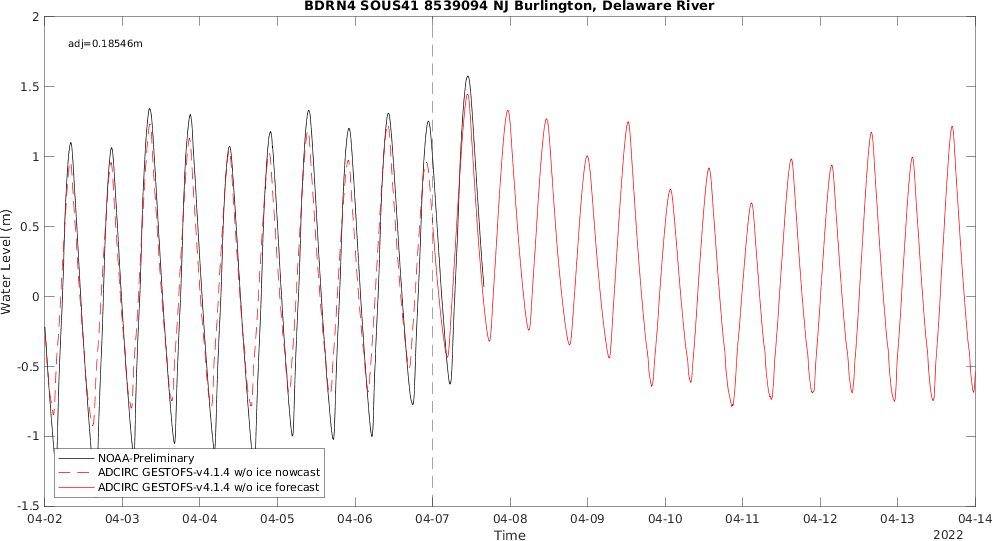 BDRN4 SOUS41 8539094 NJ Burlington, Delaware River
adj=0.18546m
Water Level (m)
2
1.5
1
0.5
0
-0.5
-1
-1.5
NOAA-Preliminary
ADCIRC GESTOFS-v4.1.4 w/o ice nowcast
ADCIRC GESTOFS-v4.1.4 w/o ice forecast
04-02 04-03 04-04 04-05 04-06 04-07 04-08 04-09 04-10 04-11 04-12 04-13 04-14
Time
2022